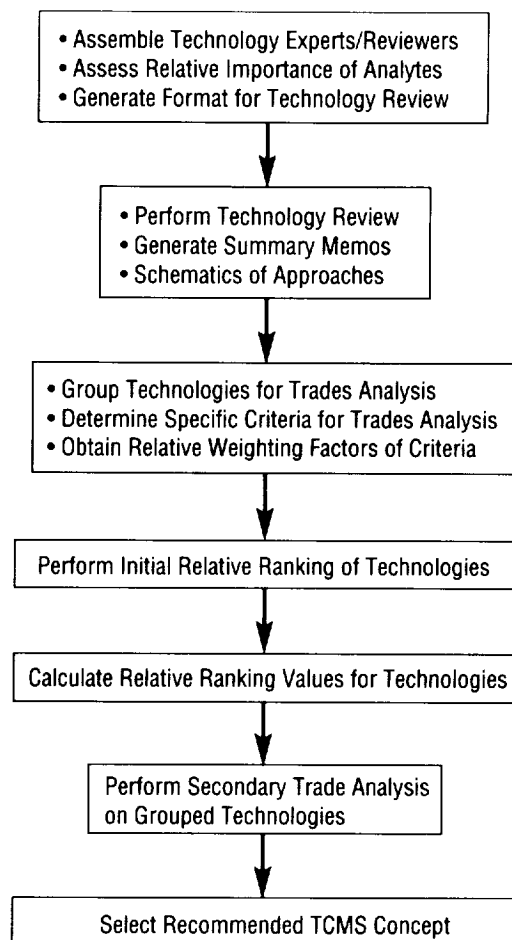 • Assemble Technology Experts/Reviewers
• Assess Relative Importance of Analytes
• Generate Format for Technology Review
• Perform Technology Review
• Generate Summary Memos
• Schematics of Approaches
• Group Technologies for Trades Analysis
• Determine Specific Criteria for Trades Analysis
• Obtain Relative Weighting Factors of Criteria
Perform Initial Relative Ranking of Technologies
Calculate Relative Ranking Values for Technologies
Perform Secondary Trade Analysis
on Grouped Technologies
Select Recommended TCMS Concept